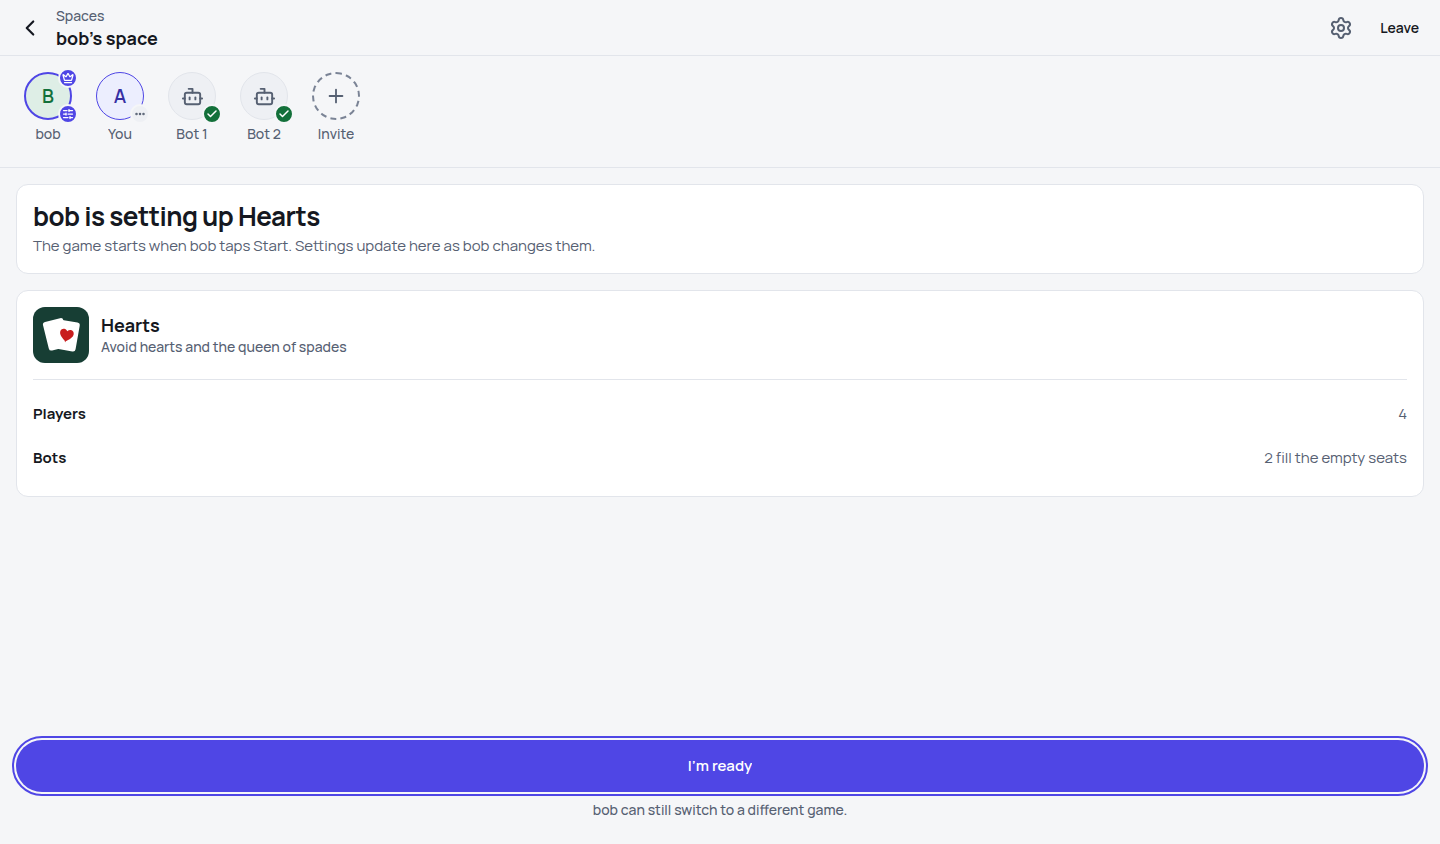 Spaces
bob's space
Leave
B
A
bob
You
Bot 1
Bot 2
Invite
bob is setting up Hearts
The game starts when bob taps Start. Settings update here as bob changes them.
Hearts
Avoid hearts and the queen of spades
Players
4
Bots
2 fill the empty seats
I'm ready
bob can still switch to a different game.